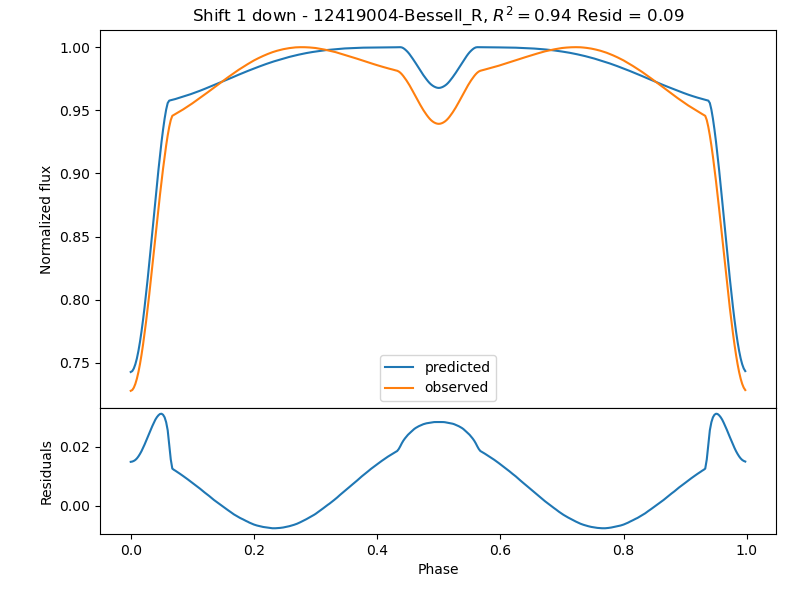 Shift 1 down - 12419004-Bessell_R, R² = 0.94 Resid = 0.09
1.00
0.95
0.90
0.85
0.80
0.75
Normalized flux
predicted
observed
0.02
0.00
Residuals
0.0 0.2 0.4 0.6 0.8 1.0
Phase